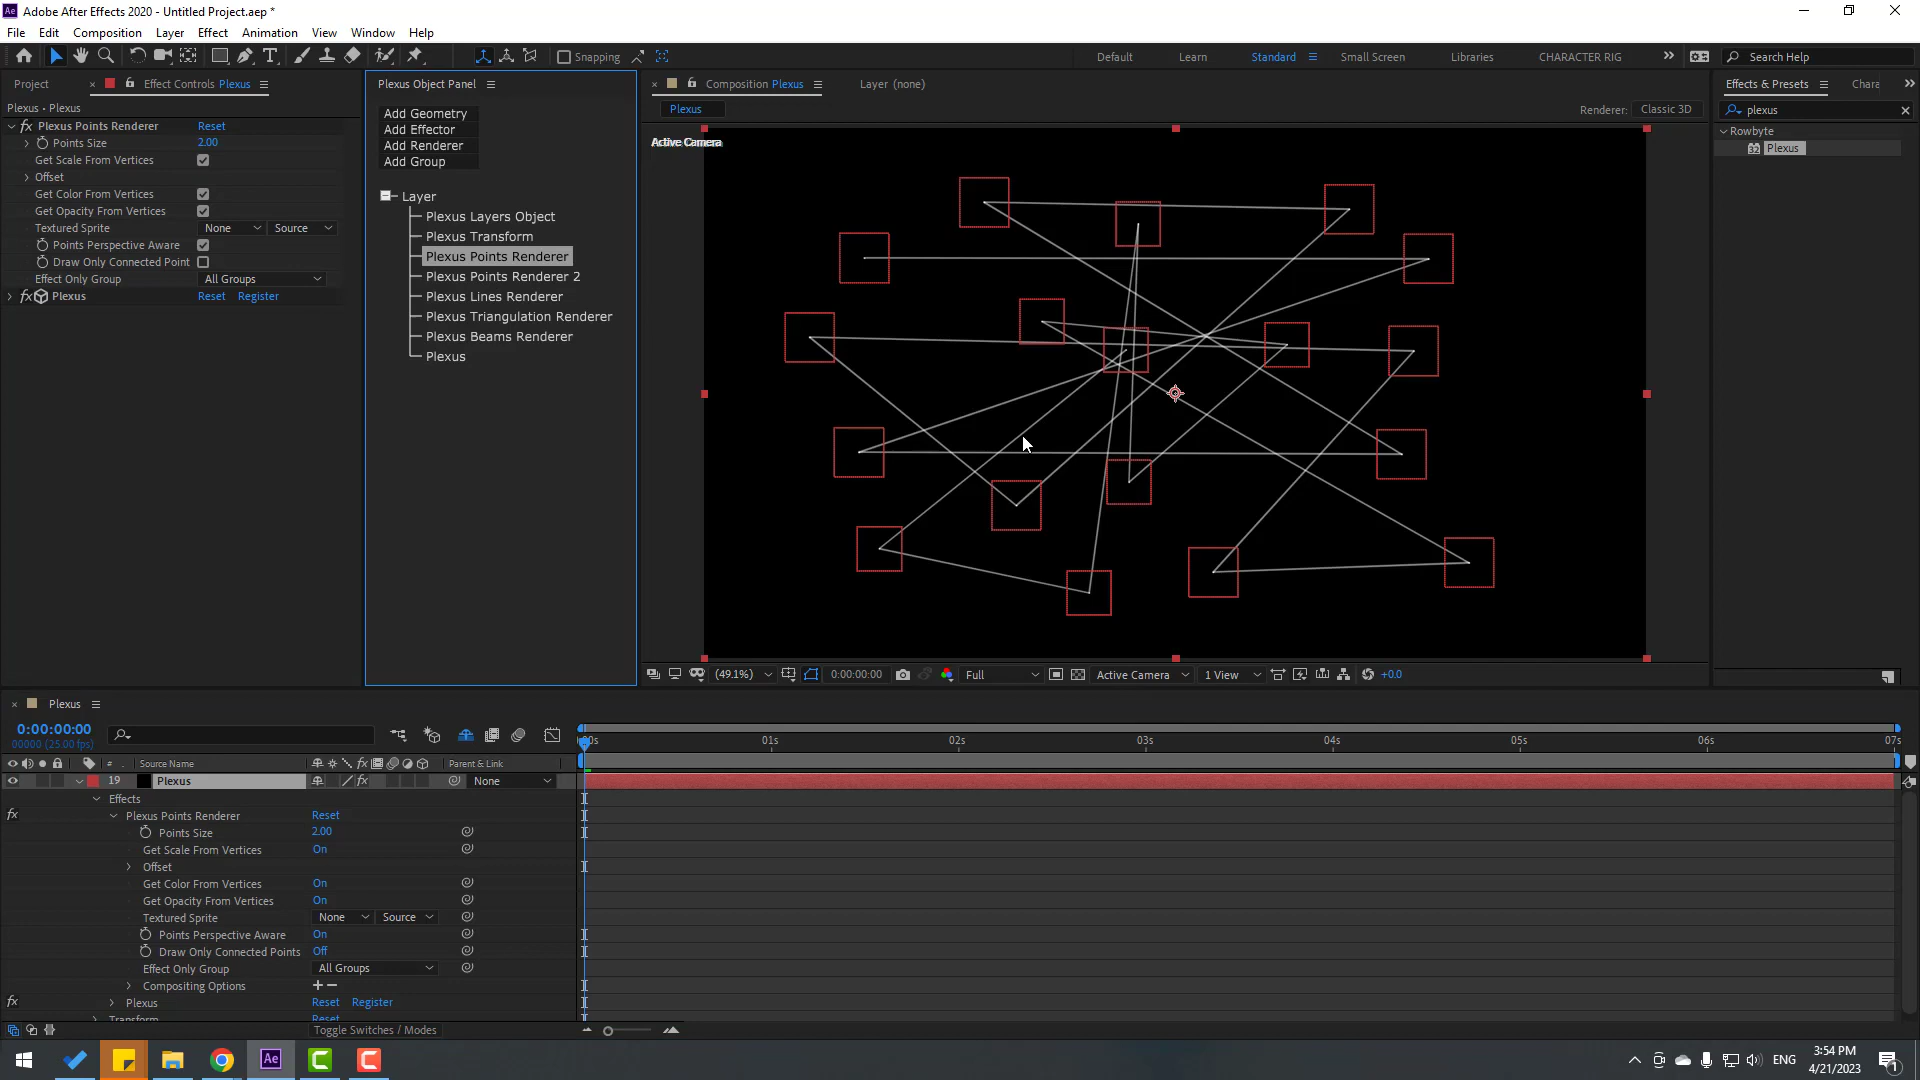 Adobe After Effects 2020 - Untitled Project.aep *
File Edit Composition Layer Effect Animation View Window Help
Snapping
Default Learn Standard Small Screen Libraries CHARACTER RIG Search Help
Project
Effect Controls Plexus
Plexus • Plexus
Plexus Points Renderer Reset
Points Size 2.00
Get Scale From Vertices
Offset
Get Color From Vertices
Get Opacity From Vertices
Textured Sprite None Source
Points Perspective Aware
Draw Only Connected Point
Effect Only Group All Groups
Plexus Reset Register
Plexus Object Panel
Add Geometry
Add Effector
Add Renderer
Add Group
Layer
Plexus Layers Object
Plexus Transform
Plexus Points Renderer
Plexus Points Renderer 2
Plexus Lines Renderer
Plexus Triangulation Renderer
Plexus Beams Renderer
Plexus
Composition Plexus
Layer (none)
Plexus
Renderer: Classic 3D
Active Camera
(49.1%) 0:00:00:00 Full Active Camera 1 View +0.0
Effects & Presets
Chara
plexus
Rowbyte
32 Plexus
Plexus
0:00:00:00
00000 (25.00 fps)
00s 01s 02s 03s 04s 05s 06s 07s
# Source Name Parent & Link
19 Plexus None
Effects
Plexus Points Renderer Reset
Points Size 2.00
Get Scale From Vertices On
Offset
Get Color From Vertices On
Get Opacity From Vertices On
Textured Sprite None Source
Points Perspective Aware On
Draw Only Connected Points Off
Effect Only Group All Groups
Compositing Options + −
Plexus Reset Register
Transform Reset
Toggle Switches / Modes
ENG
3:54 PM
4/21/2023
1